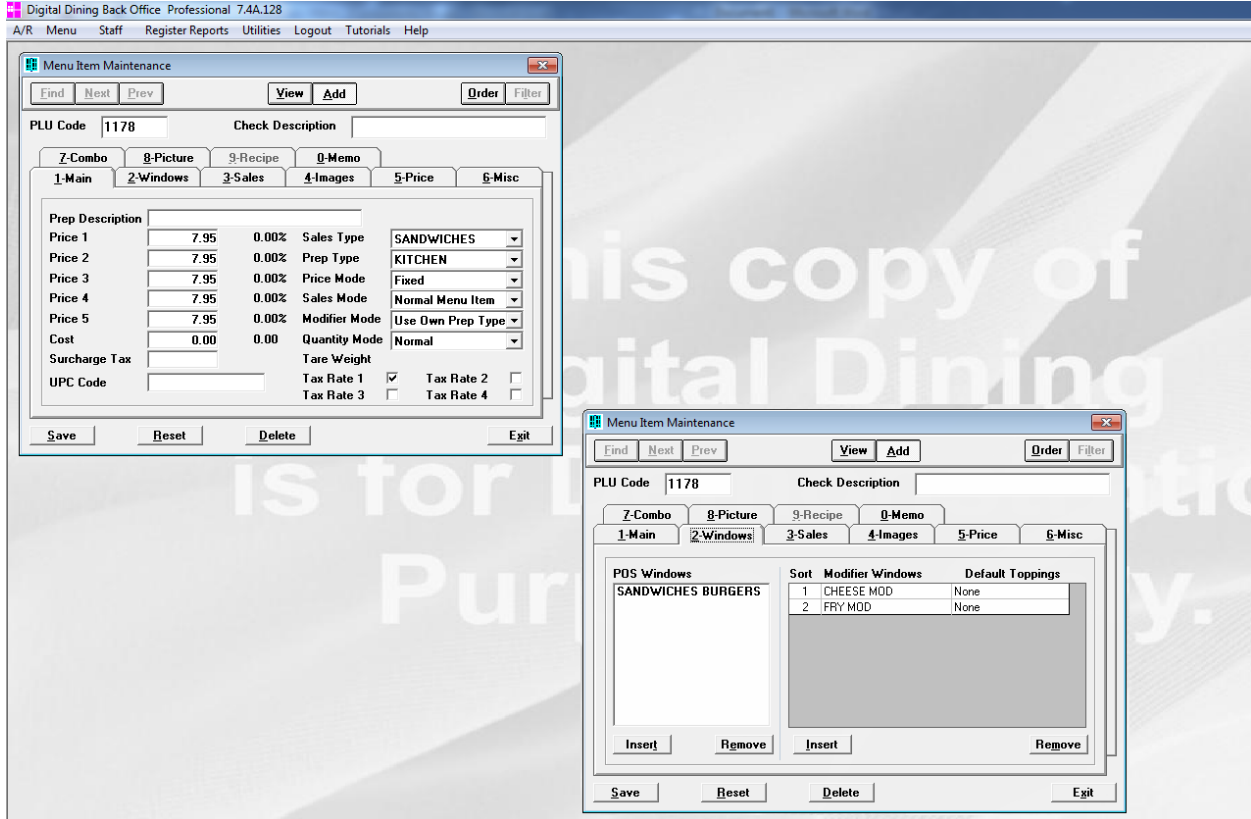 Digital Dining Back Office Professional 7.4A.128
A/R Menu Staff Register Reports Utilities Logout Tutorials Help
Menu Item Maintenance
Find Next Prev View Add Order Filter
PLU Code 1178 Check Description
7-Combo 8-Picture 9-Recipe 0-Memo
1-Main 2-Windows 3-Sales 4-Images 5-Price 6-Misc
Prep Description
Price 1 7.95 0.00% Sales Type SANDWICHES
Price 2 7.95 0.00% Prep Type KITCHEN
Price 3 7.95 0.00% Price Mode Fixed
Price 4 7.95 0.00% Sales Mode Normal Menu Item
Price 5 7.95 0.00% Modifier Mode Use Own Prep Type
Cost 0.00 0.00 Quantity Mode Normal
Surcharge Tax Tare Weight
UPC Code Tax Rate 1 Tax Rate 2
Tax Rate 3 Tax Rate 4
Save Reset Delete Exit
Menu Item Maintenance
Find Next Prev View Add Order Filter
PLU Code 1178 Check Description
7-Combo 8-Picture 9-Recipe 0-Memo
1-Main 2-Windows 3-Sales 4-Images 5-Price 6-Misc
POS Windows Sort Modifier Windows Default Toppings
SANDWICHES BURGERS 1 CHEESE MOD None
2 FRY MOD None
Insert Remove Insert Remove
Save Reset Delete Exit
copy of
Dining
is for